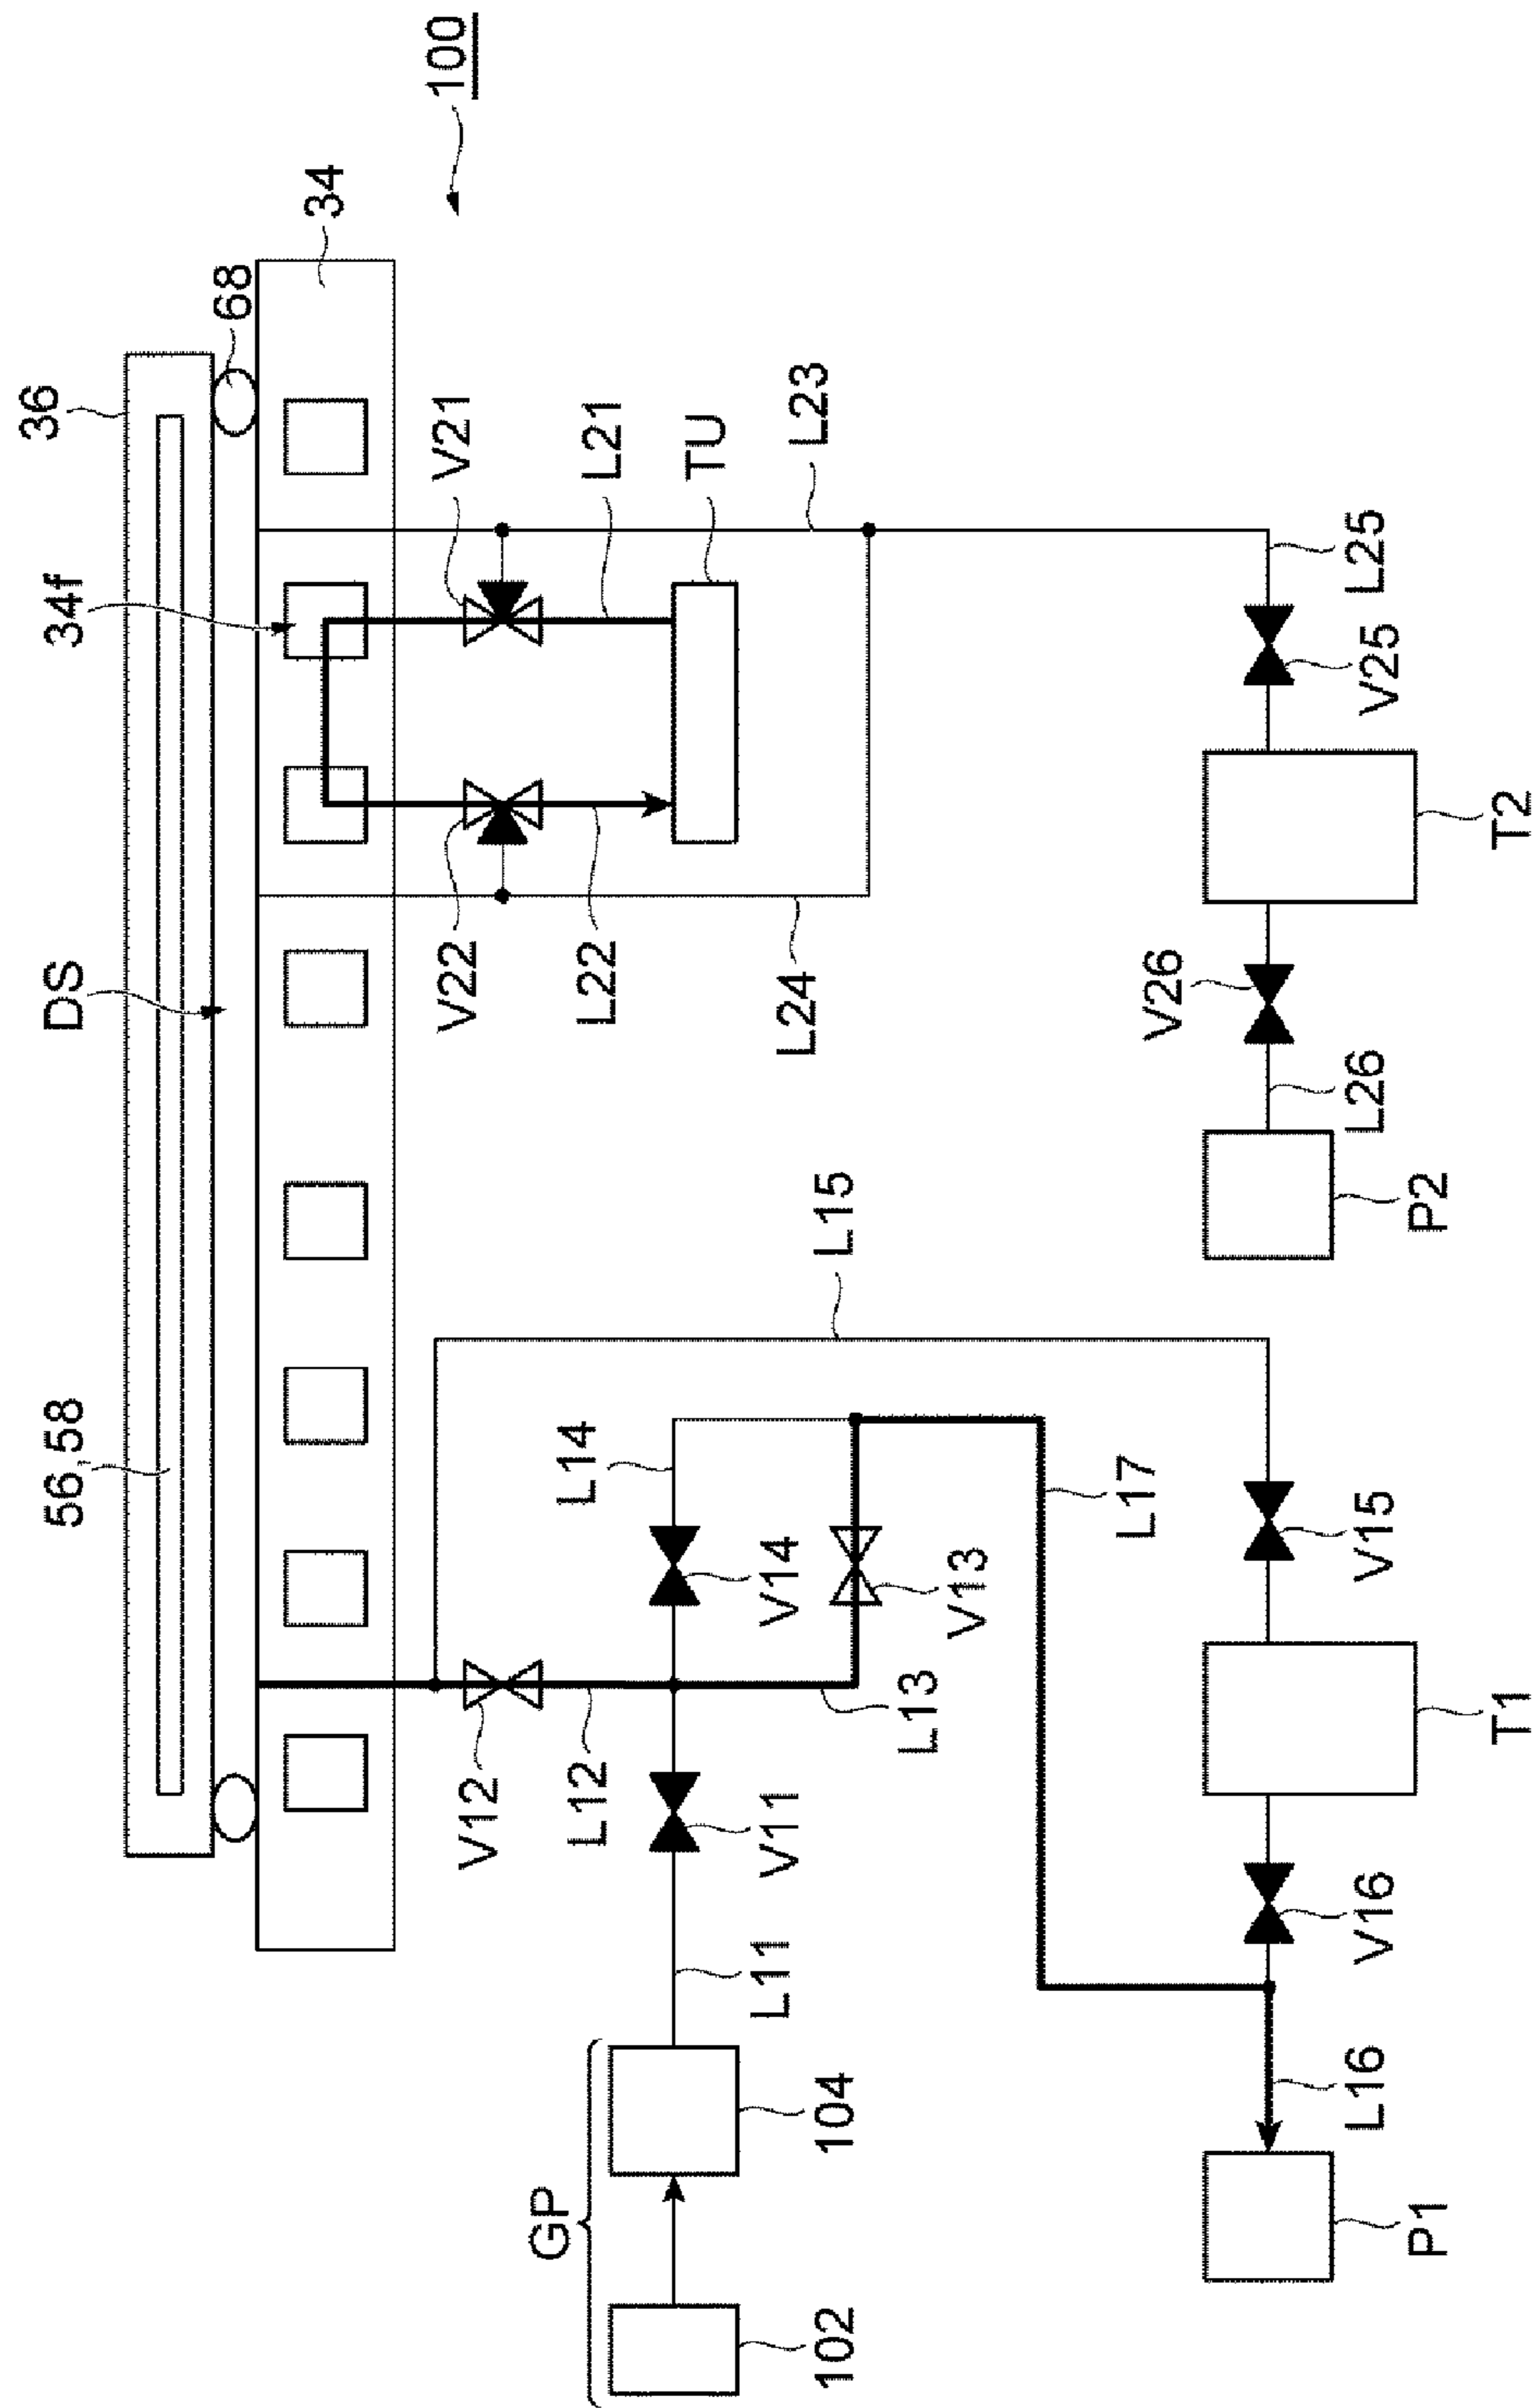 100
36
68
34
34f
DS
56,58
V21
L21
TU
L23
V22
L22
L24
L25
V25
T2
V26
L26
P2
L15
L14
V14
V13
L17
V15
V12
L12
L13
V11
T1
V16
L11
L16
GP
104
102
P1